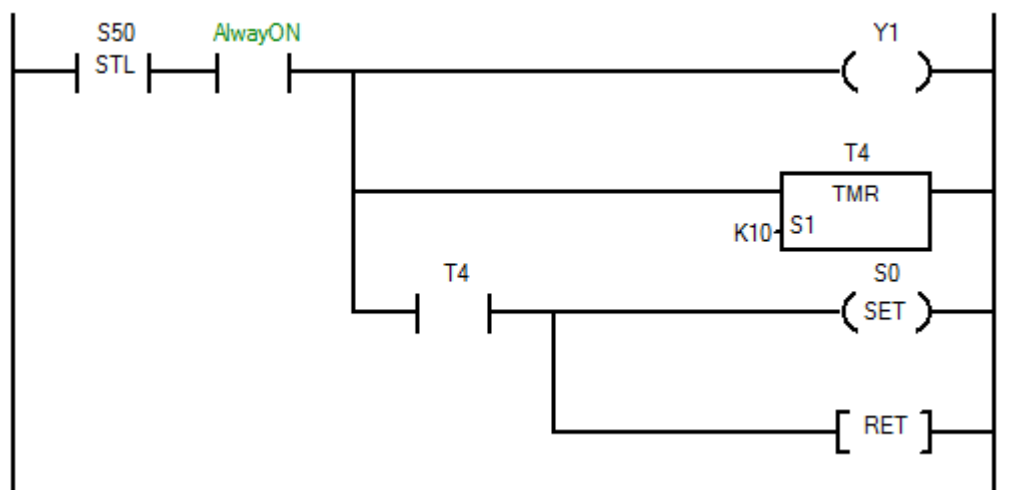 S50 AlwayON Y1
STL
T4
TMR
K10 S1
T4 S0
SET
RET